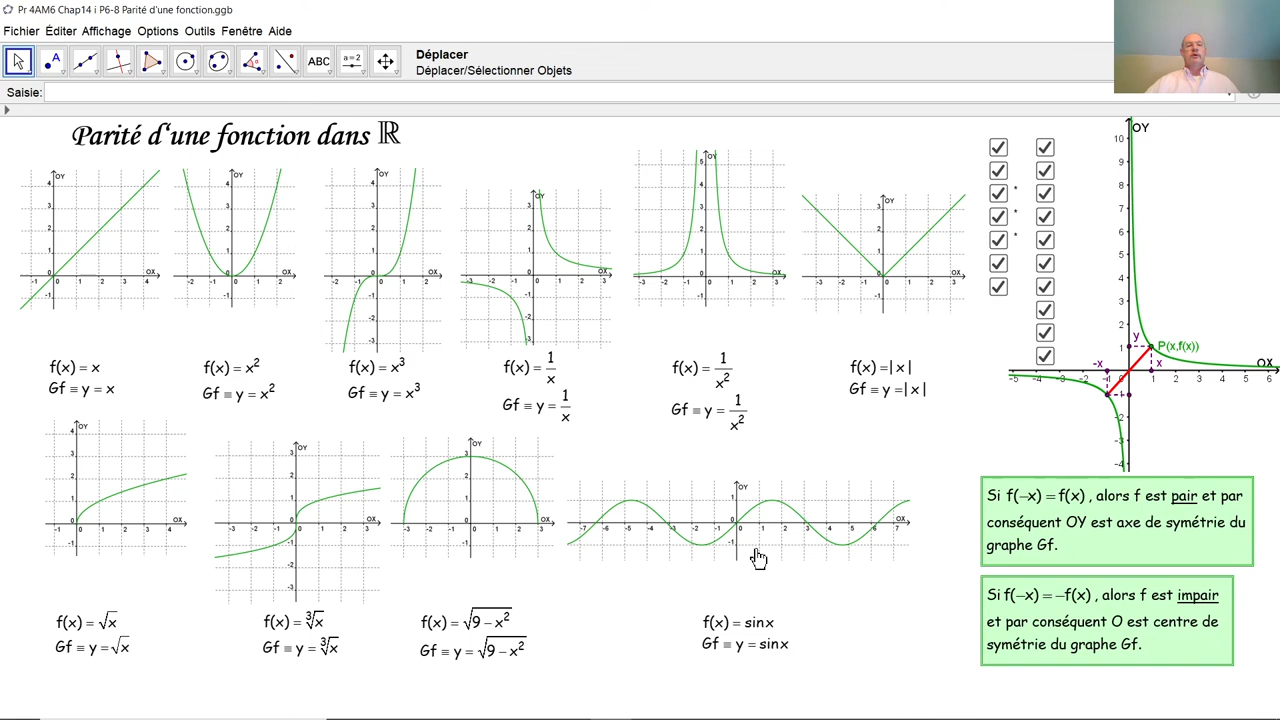 Pr 4AM6 Chap14 i P6-8 Parité d'une fonction.ggb
Fichier Éditer Affichage Options Outils Fenêtre Aide
ABC a=2
Déplacer
Déplacer/Sélectionner Objets
Saisie:
Parité d'une fonction dans ℝ
f(x) = x
Gf ≡ y = x
f(x) = x²
Gf ≡ y = x²
f(x) = x³
Gf ≡ y = x³
f(x) = 1/x
Gf ≡ y = 1/x
f(x) = 1/x²
Gf ≡ y = 1/x²
f(x) =| x |
Gf ≡ y =| x |
f(x) = √x
Gf ≡ y = √x
f(x) = ∛x
Gf ≡ y = ∛x
f(x) = √(9 − x²)
Gf ≡ y = √(9 − x²)
f(x) = sin x
Gf ≡ y = sin x
OY
P(x,f(x))
y
-x
x
OX
Si f(−x) = f(x) , alors f est pair et par
conséquent OY est axe de symétrie du
graphe Gf.
Si f(−x) = −f(x) , alors f est impair
et par conséquent O est centre de
symétrie du graphe Gf.